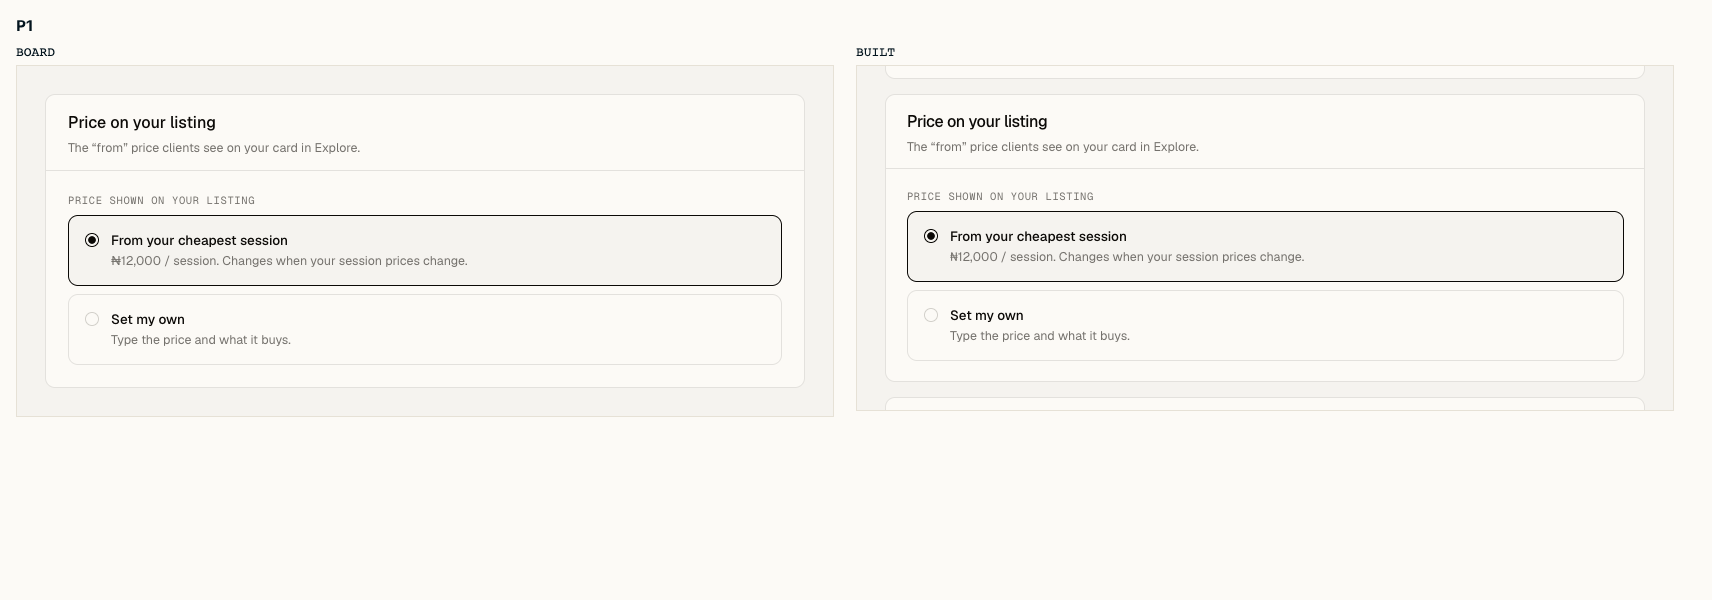 P1
BOARD
Price on your listing
The “from” price clients see on your card in Explore.
PRICE SHOWN ON YOUR LISTING
From your cheapest session
₦12,000 / session. Changes when your session prices change.
Set my own
Type the price and what it buys.
BUILT
Price on your listing
The “from” price clients see on your card in Explore.
PRICE SHOWN ON YOUR LISTING
From your cheapest session
₦12,000 / session. Changes when your session prices change.
Set my own
Type the price and what it buys.